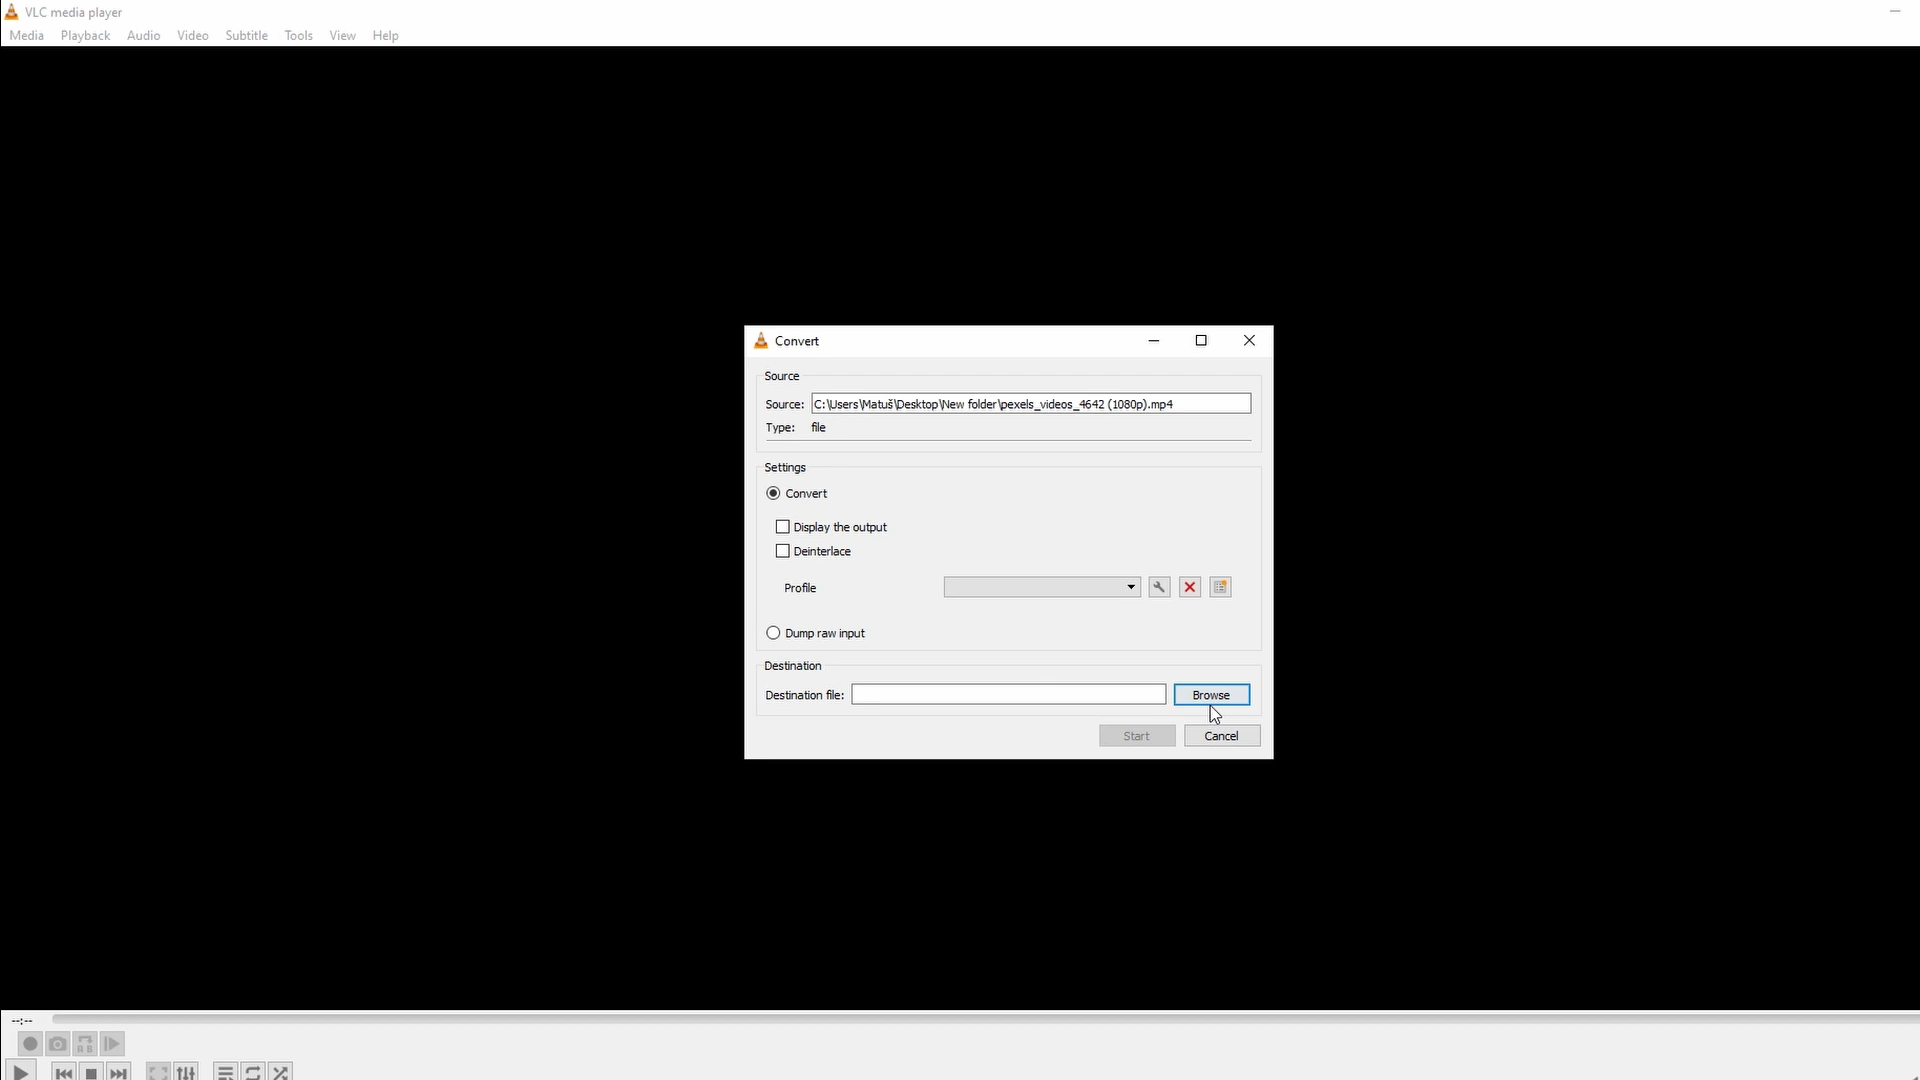 VLC media player
Media Playback Audio Video Subtitle Tools View Help
Convert
Source
Source: C:\Users\Matuš\Desktop\New folder\pexels_videos_4642 (1080p).mp4
Type: file
Settings
Convert
Display the output
Deinterlace
Profile
Dump raw input
Destination
Destination file: Browse
Start Cancel
--:--